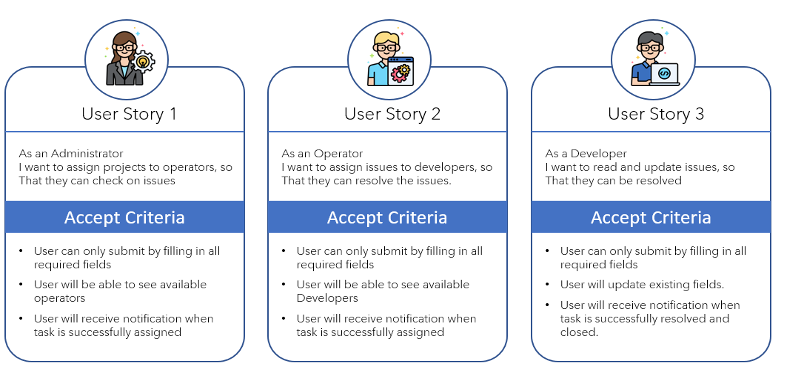 User Story 1
As an Administrator
I want to assign projects to operators, so
That they can check on issues
Accept Criteria
• User can only submit by filling in all
required fields
• User will be able to see available
operators
• User will receive notification when
task is successfully assigned
User Story 2
As an Operator
I want to assign issues to developers, so
That they can resolve the issues.
Accept Criteria
• User can only submit by filling in all
required fields
• User will be able to see available
Developers
• User will receive notification when
task is successfully assigned
User Story 3
As a Developer
I want to read and update issues, so
That they can be resolved
Accept Criteria
• User can only submit by filling in all
required fields
• User will update existing fields.
• User will receive notification when
task is successfully resolved and
closed.